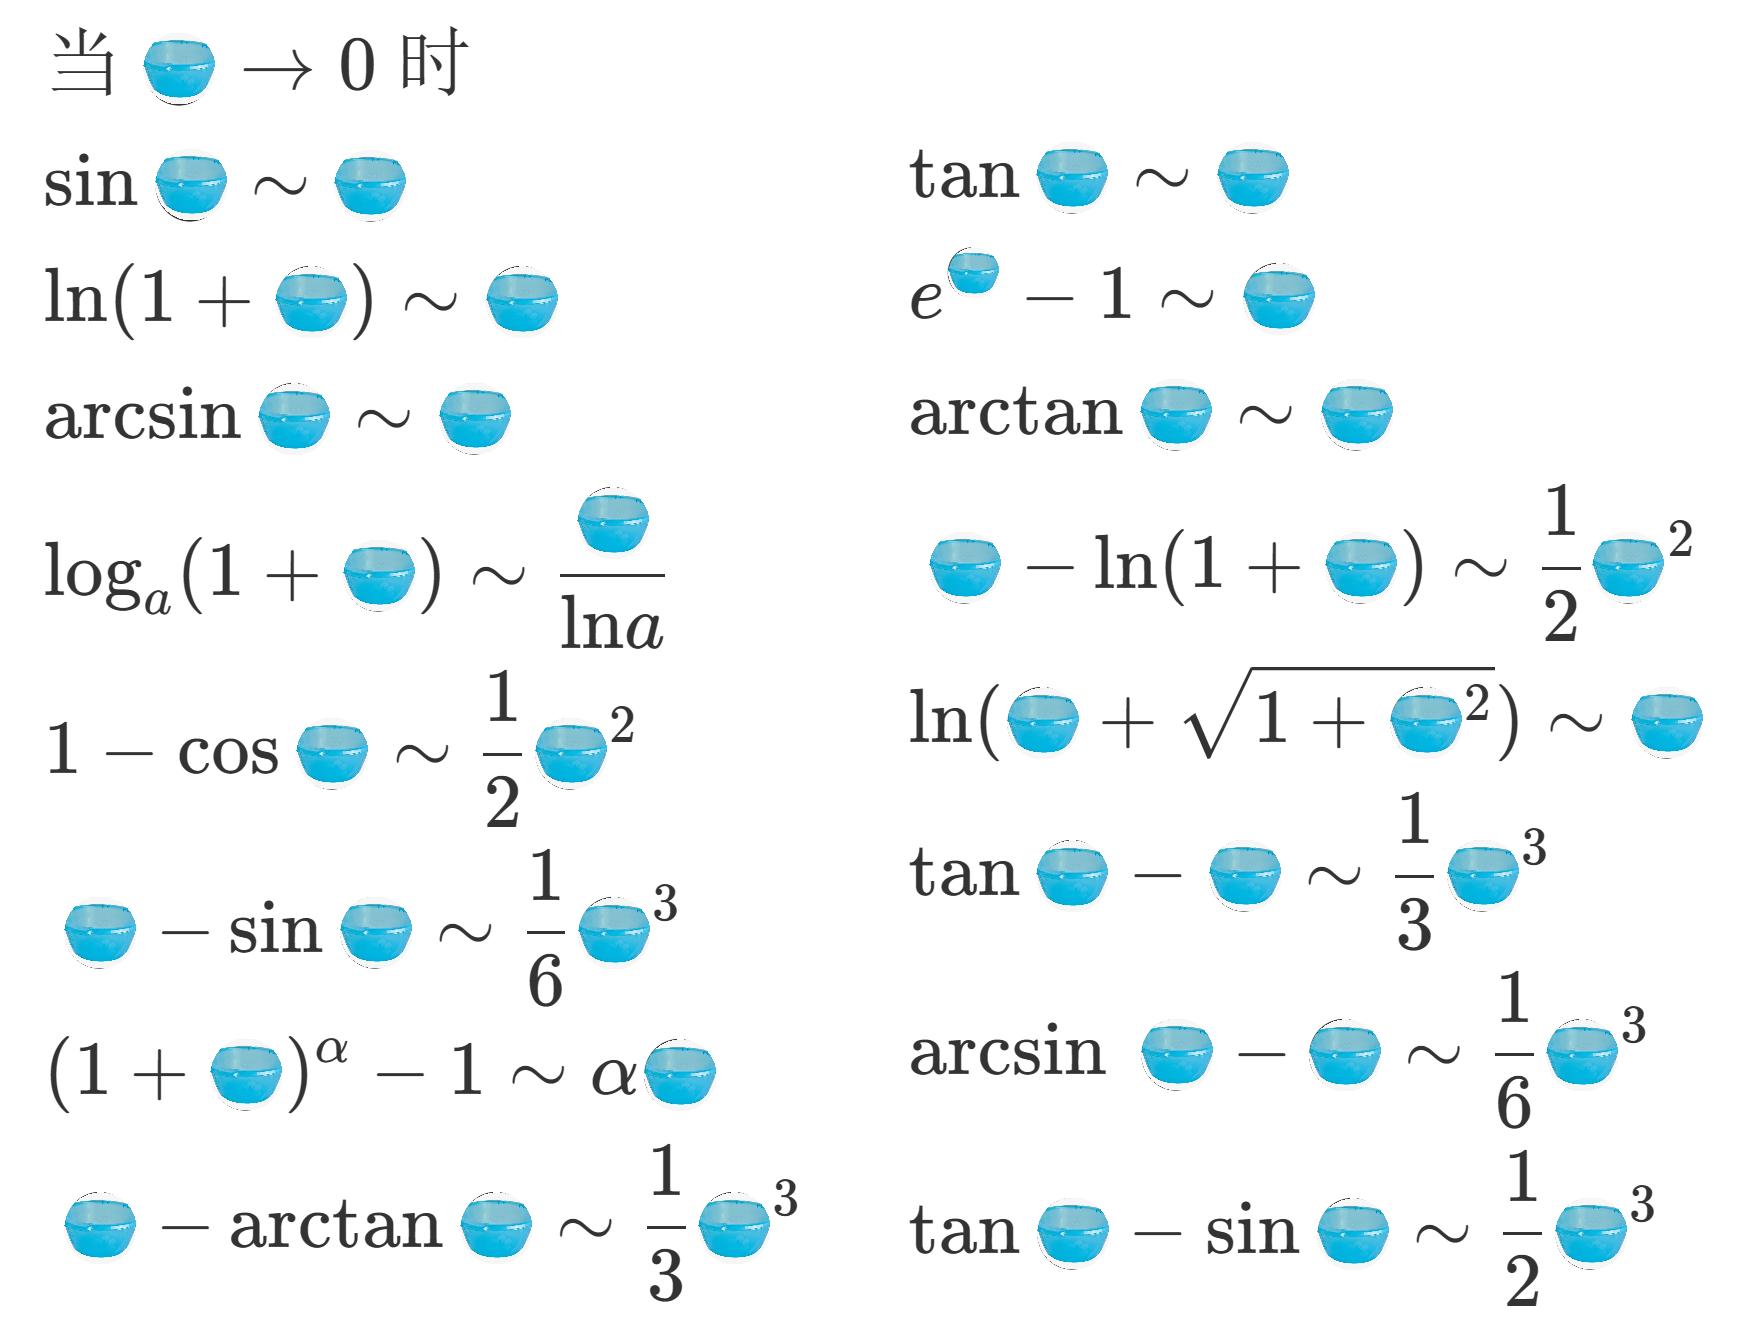 当 → 0 时
sin ∼
tan ∼
ln(1 + ) ∼
e − 1 ∼
arcsin ∼
arctan ∼
logₐ(1 + ) ∼ /lna
− ln(1 + ) ∼ 1/2 ²
1 − cos ∼ 1/2 ²
ln( + √(1 + ²)) ∼
− sin ∼ 1/6 ³
tan − ∼ 1/3 ³
(1 + )^α − 1 ∼ α
arcsin − ∼ 1/6 ³
− arctan ∼ 1/3 ³
tan − sin ∼ 1/2 ³